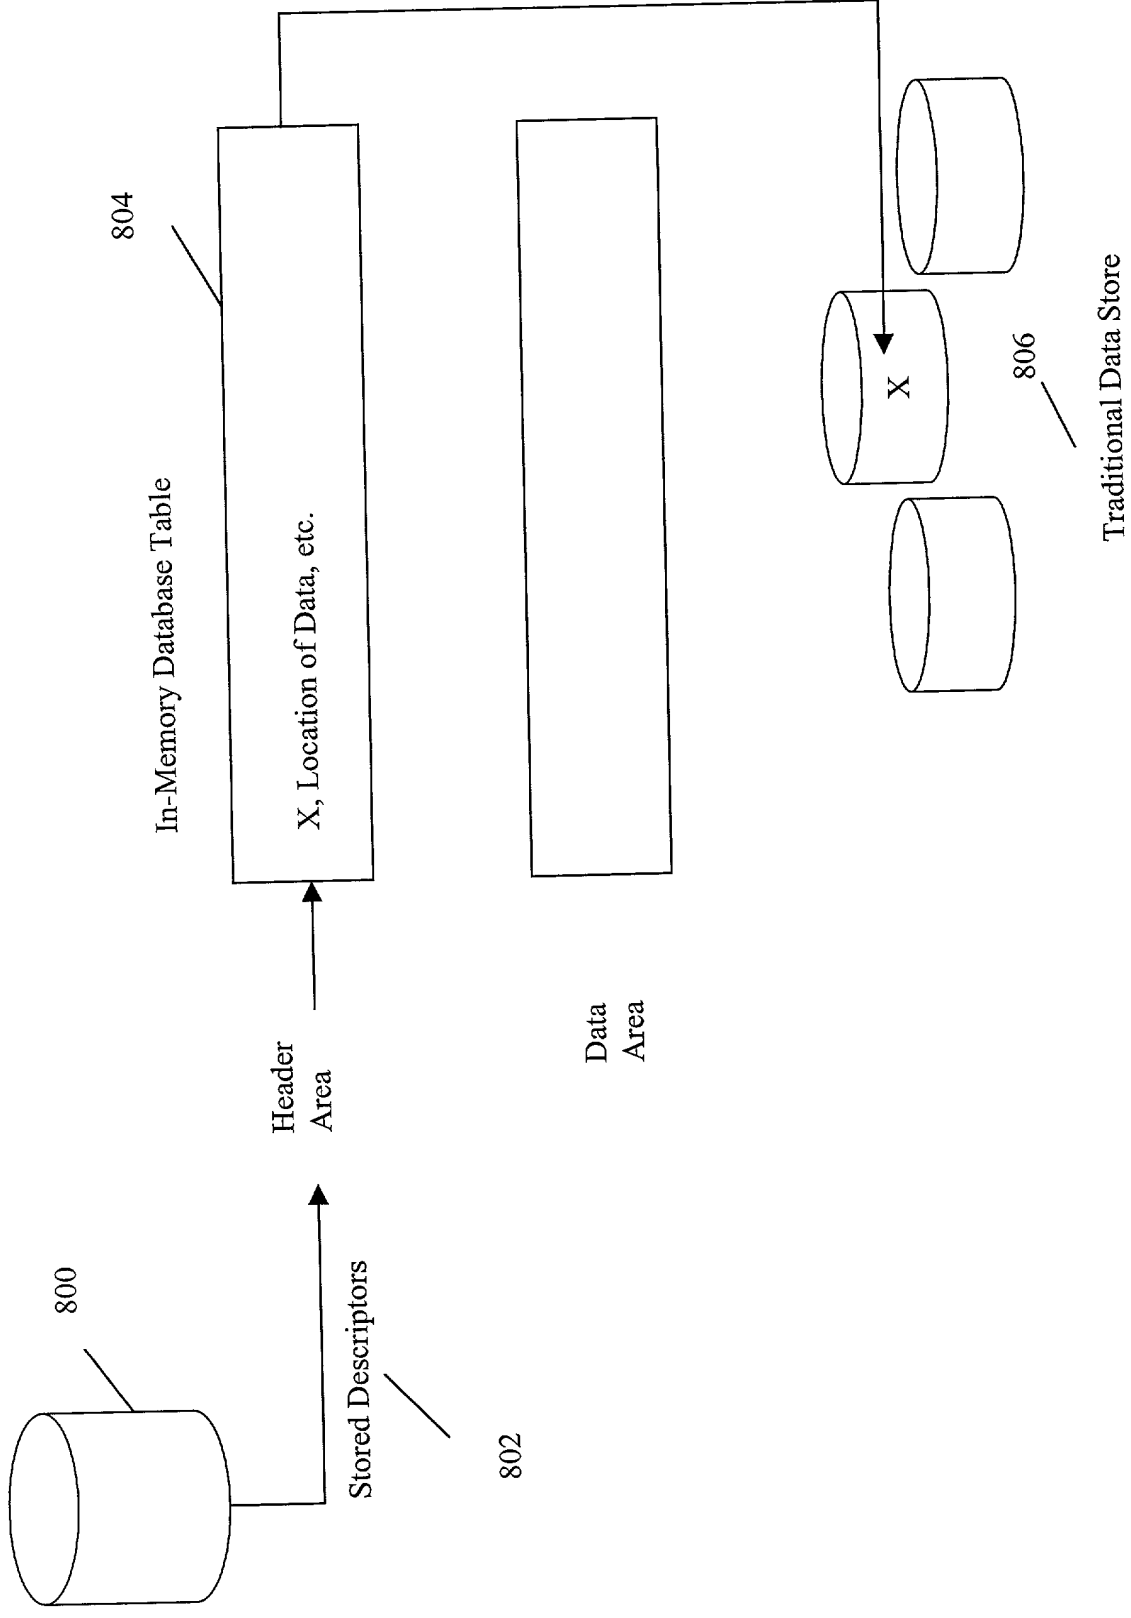 800
Stored Descriptors
802
Header
Area
In-Memory Database Table
804
X, Location of Data, etc.
Data
Area
X
806
Traditional Data Store